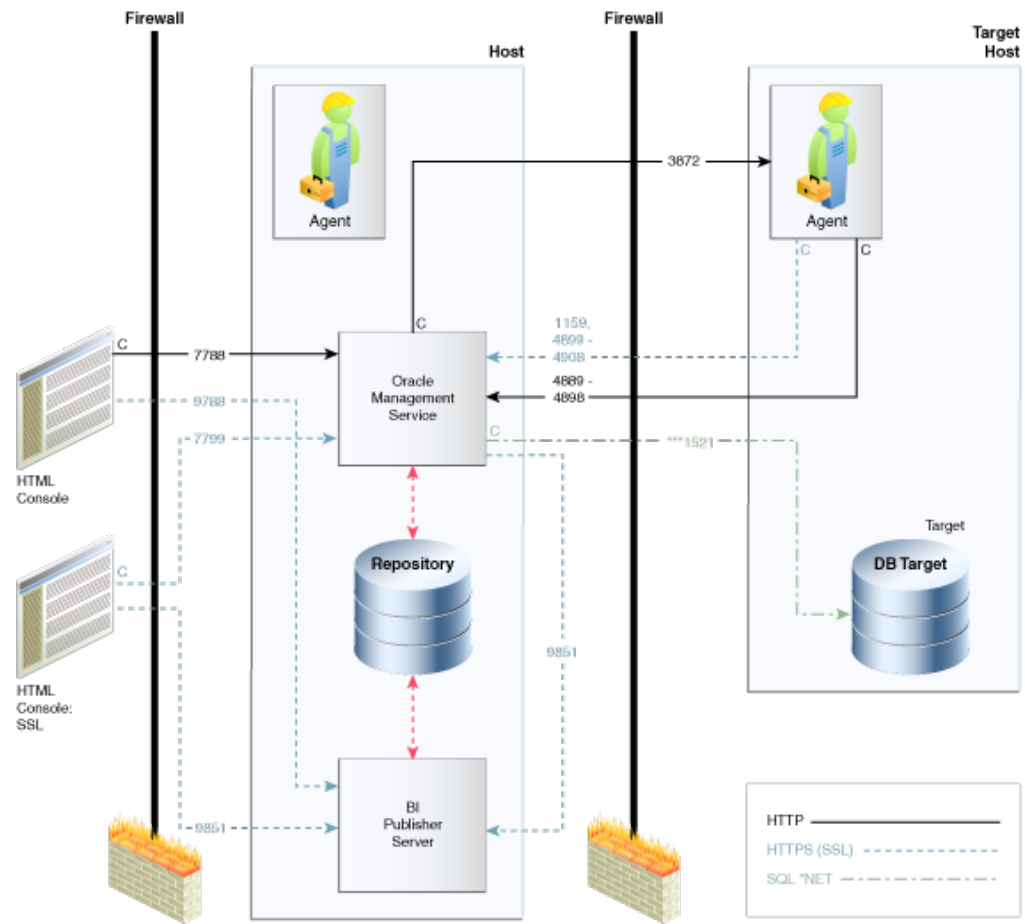 Firewall
Firewall
Host
Target
Host
Agent
3872
Agent
C
C
C
C
7788
1159,
4899 -
4908
9788
Oracle
Management
Service
4889 -
4898
C
7799
***1521
HTML
Console
Target
Repository
DB Target
C
9851
HTML
Console:
SSL
BI
Publisher
Server
9851
HTTP
HTTPS (SSL)
SQL *NET